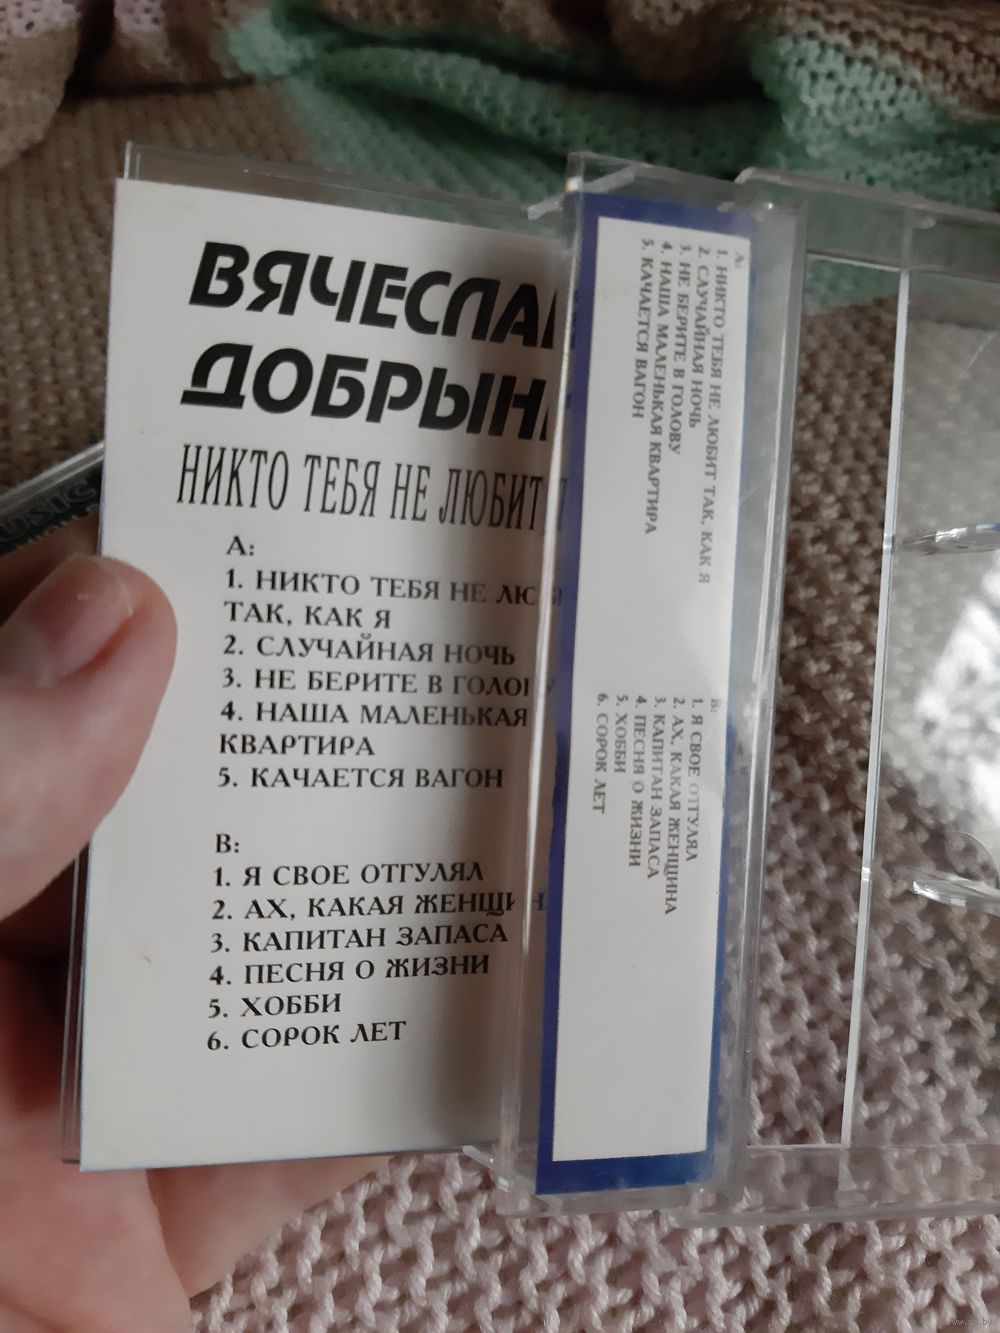 ВЯЧЕСЛА
ДОБРЫН
НИКТО ТЕБЯ НЕ ЛЮБИТ
А:
1. НИКТО ТЕБЯ НЕ ЛЮБ
ТАК, КАК Я
2. СЛУЧАЙНАЯ НОЧЬ
3. НЕ БЕРИТЕ В ГОЛОВУ
4. НАША МАЛЕНЬКАЯ
КВАРТИРА
5. КАЧАЕТСЯ ВАГОН
В:
1. Я СВОЕ ОТГУЛЯЛ
2. АХ, КАКАЯ ЖЕНЩИН
3. КАПИТАН ЗАПАСА
4. ПЕСНЯ О ЖИЗНИ
5. ХОББИ
6. СОРОК ЛЕТ
А:
1. НИКТО ТЕБЯ НЕ ЛЮБИТ ТАК, КАК Я
2. СЛУЧАЙНАЯ НОЧЬ
3. НЕ БЕРИТЕ В ГОЛОВУ
4. НАША МАЛЕНЬКАЯ КВАРТИРА
5. КАЧАЕТСЯ ВАГОН
В:
1. Я СВОЕ ОТГУЛЯЛ
2. АХ, КАКАЯ ЖЕНЩИНА
3. КАПИТАН ЗАПАСА
4. ПЕСНЯ О ЖИЗНИ
5. ХОББИ
6. СОРОК ЛЕТ